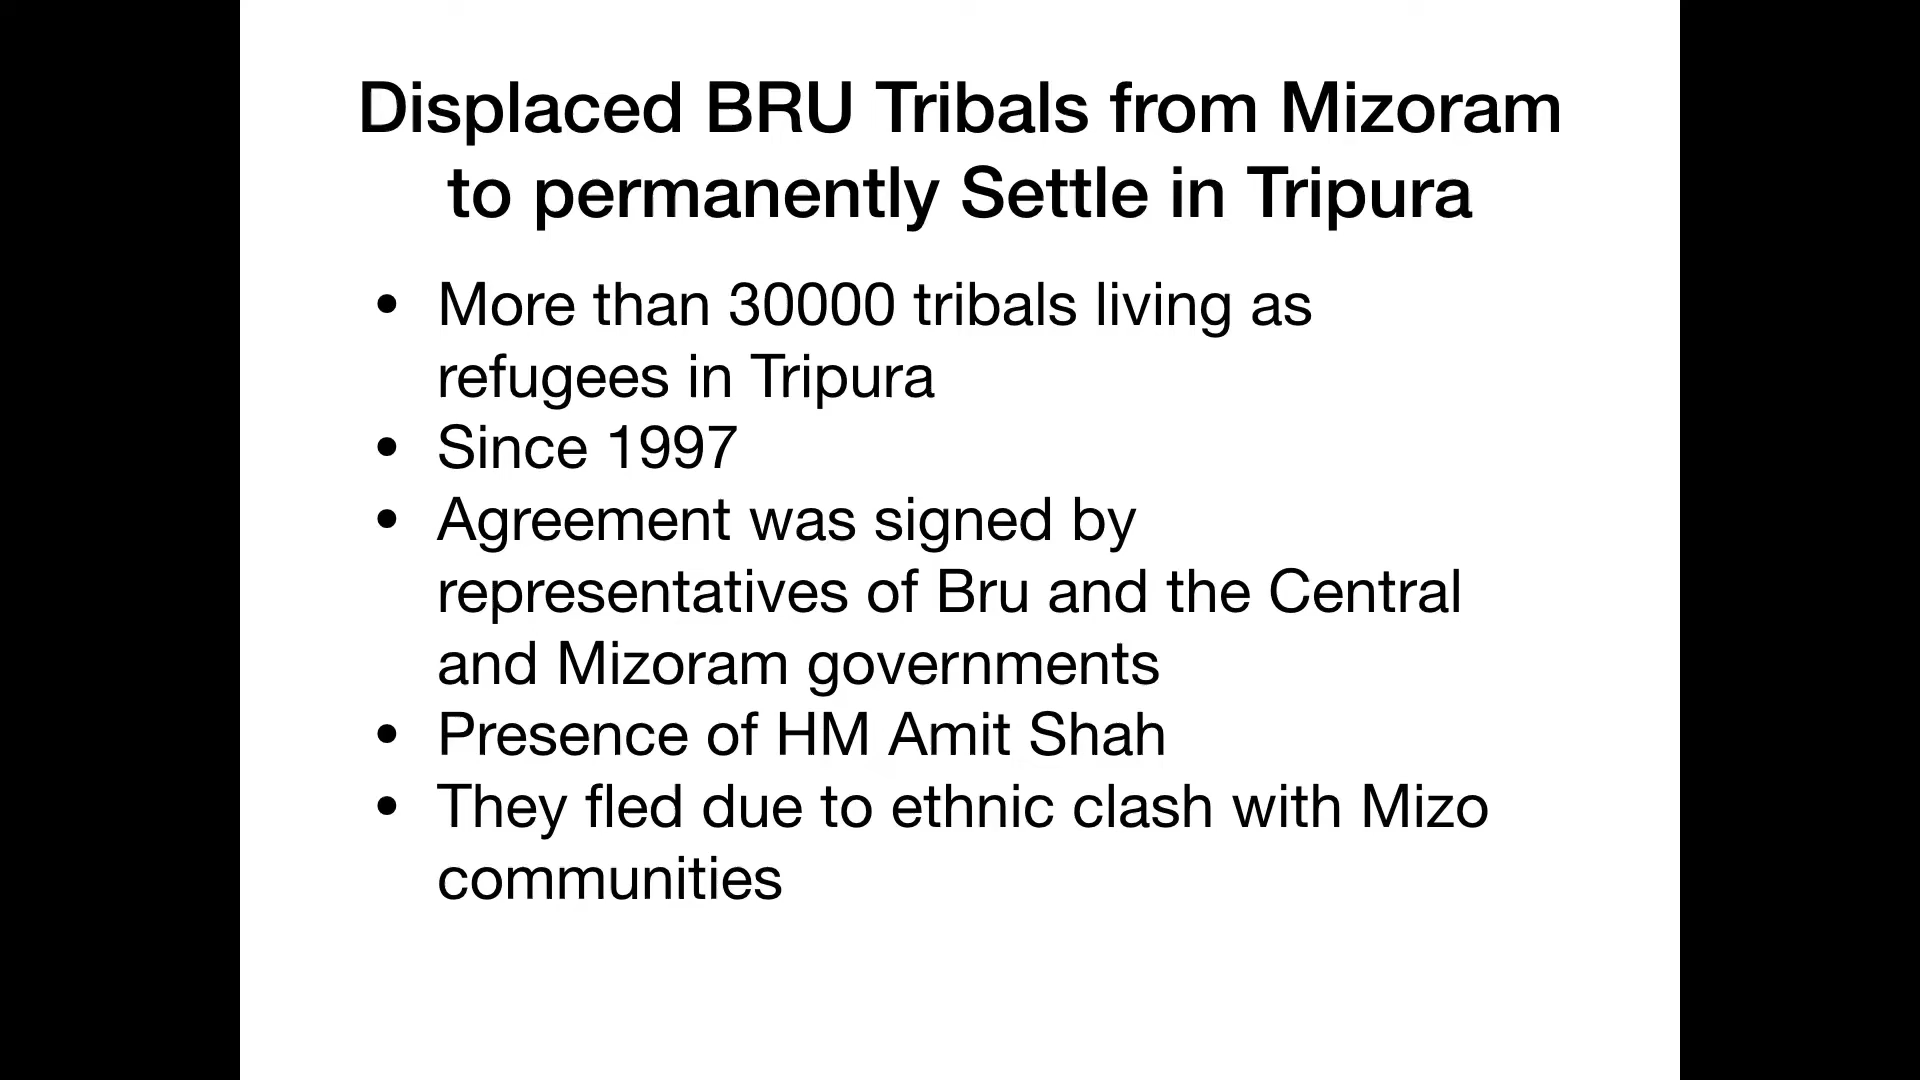 Displaced BRU Tribals from Mizoram
to permanently Settle in Tripura
• More than 30000 tribals living as
refugees in Tripura
• Since 1997
• Agreement was signed by
representatives of Bru and the Central
and Mizoram governments
• Presence of HM Amit Shah
• They fled due to ethnic clash with Mizo
communities